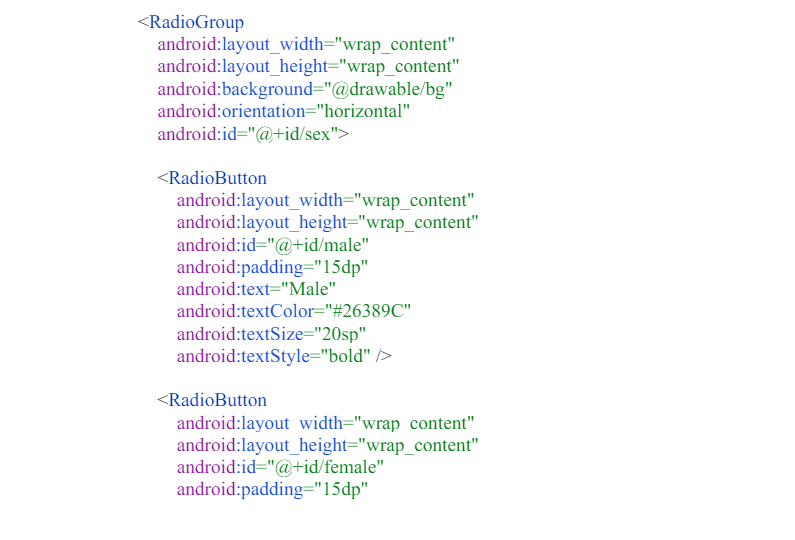 <RadioGroup
android:layout_width="wrap_content"
android:layout_height="wrap_content"
android:background="@drawable/bg"
android:orientation="horizontal"
android:id="@+id/sex">
<RadioButton
android:layout_width="wrap_content"
android:layout_height="wrap_content"
android:id="@+id/male"
android:padding="15dp"
android:text="Male"
android:textColor="#26389C"
android:textSize="20sp"
android:textStyle="bold" />
<RadioButton
android:layout_width="wrap_content"
android:layout_height="wrap_content"
android:id="@+id/female"
android:padding="15dp"